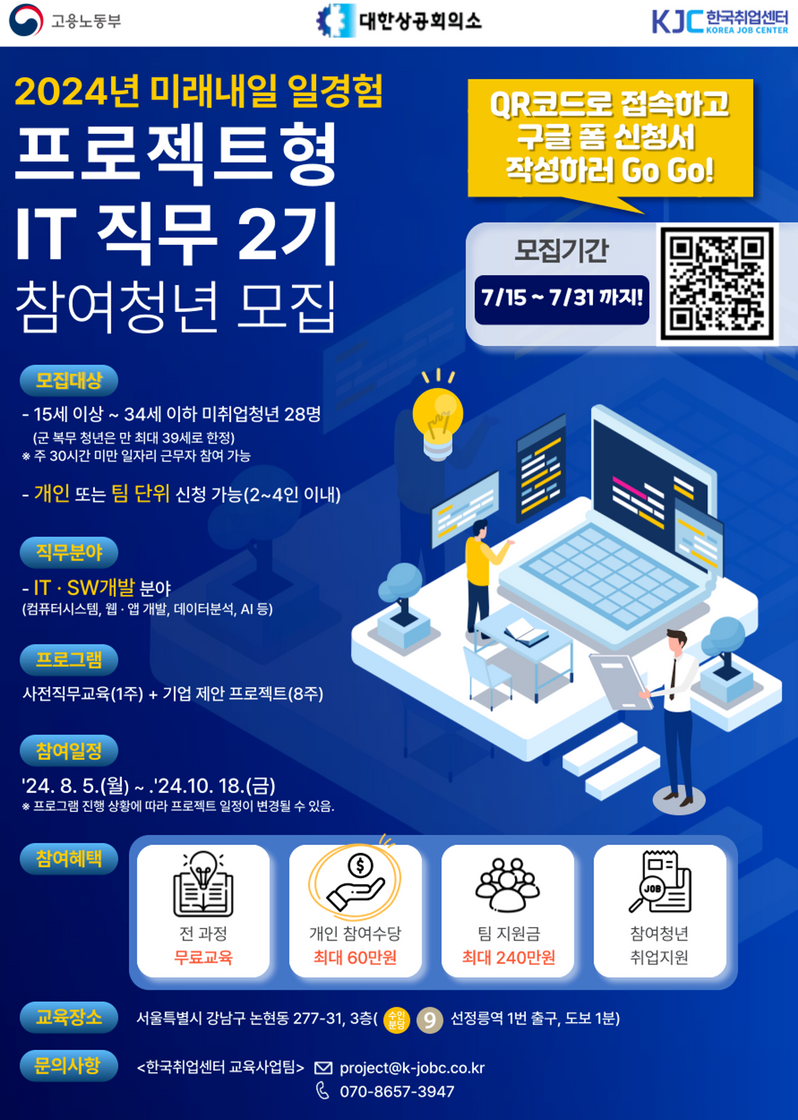 고용노동부
대한상공회의소
KJC 한국취업센터
KOREA JOB CENTER
2024년 미래내일 일경험
프로젝트형
IT 직무 2기
참여청년 모집
QR코드로 접속하고
구글 폼 신청서
작성하러 Go Go!
모집기간
7/15 ~ 7/31 까지!
모집대상
- 15세 이상 ~ 34세 이하 미취업청년 28명
(군 복무 청년은 만 최대 39세로 한정)
※ 주 30시간 미만 일자리 근무자 참여 가능
- 개인 또는 팀 단위 신청 가능(2~4인 이내)
직무분야
- IT · SW개발 분야
(컴퓨터시스템, 웹 · 앱 개발, 데이터분석, AI 등)
프로그램
사전직무교육(1주) + 기업 제안 프로젝트(8주)
참여일정
'24. 8. 5.(월) ~ .'24.10. 18.(금)
※ 프로그램 진행 상황에 따라 프로젝트 일정이 변경될 수 있음.
참여혜택
전 과정
무료교육
개인 참여수당
최대 60만원
팀 지원금
최대 240만원
JOB
참여청년
취업지원
교육장소
서울특별시 강남구 논현동 277-31, 3층( 수인분당 9 선정릉역 1번 출구, 도보 1분)
문의사항
<한국취업센터 교육사업팀> project@k-jobc.co.kr
070-8657-3947